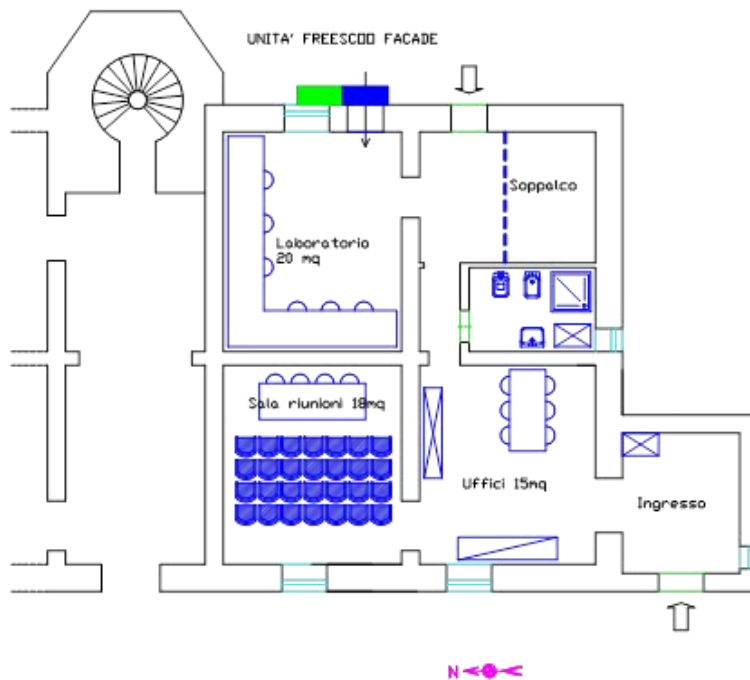 UNITA' FREESCOO FACADE
Soppalco
Laboratorio
20 mq
Sala riunioni 18mq
Uffici 15mq
Ingresso
N